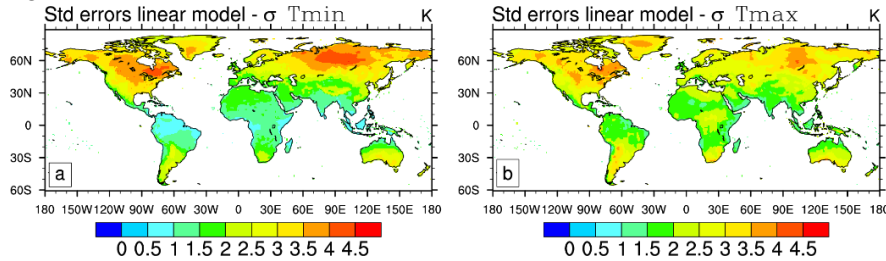 Std errors linear model - σ Tmin K
60N
30N
0
30S
60S
a
180 150W 120W 90W 60W 30W 0 30E 60E 90E 120E 150E 180
0 0.5 1 1.5 2 2.5 3 3.5 4 4.5
Std errors linear model - σ Tmax K
60N
30N
0
30S
60S
b
180 150W 120W 90W 60W 30W 0 30E 60E 90E 120E 150E 180
0 0.5 1 1.5 2 2.5 3 3.5 4 4.5